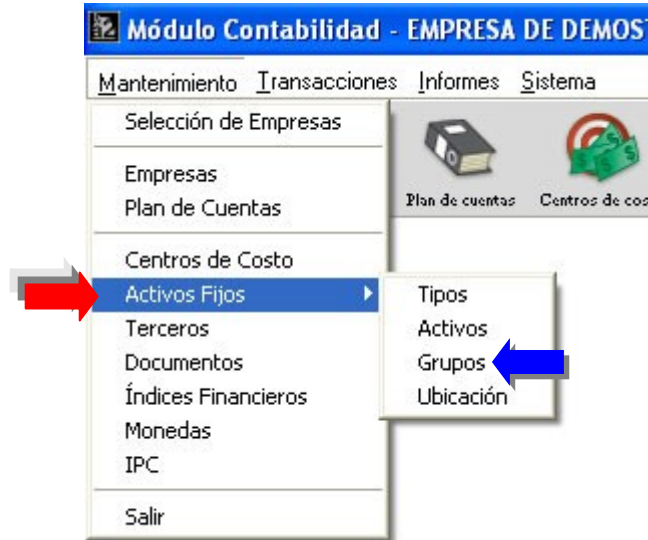 Módulo Contabilidad - EMPRESA DE DEMOST
Mantenimiento Transacciones Informes Sistema
Selección de Empresas
Empresas
Plan de Cuentas
Plan de cuentas Centros de cos
Centros de Costo
Activos Fijos
Terceros
Documentos
Índices Financieros
Monedas
IPC
Salir
Tipos
Activos
Grupos
Ubicación